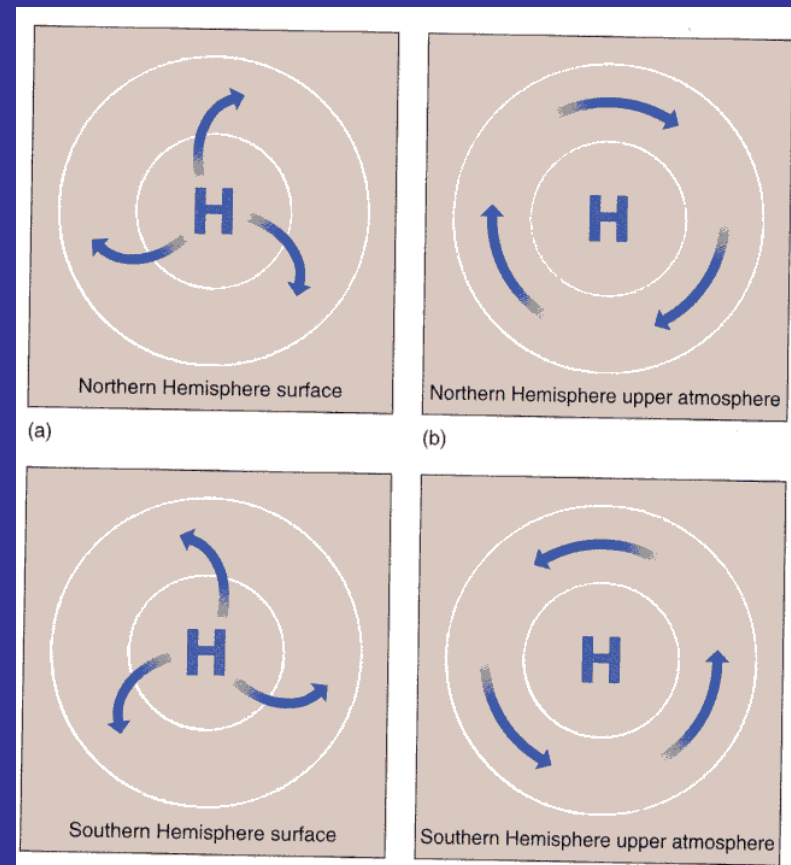 H
H
Northern Hemisphere surface
Northern Hemisphere upper atmosphere
(a)
(b)
H
H
Southern Hemisphere surface
Southern Hemisphere upper atmosphere